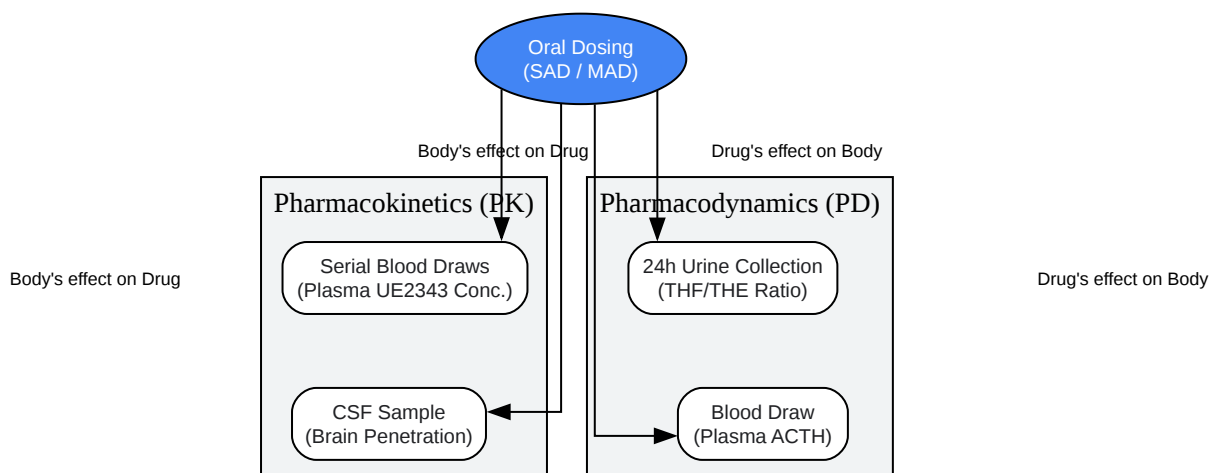 Oral Dosing
(SAD / MAD)
Body's effect on Drug
Drug's effect on Body
Pharmacokinetics (PK)
Pharmacodynamics (PD)
Serial Blood Draws
(Plasma UE2343 Conc.)
24h Urine Collection
(THF/THE Ratio)
Body's effect on Drug
Drug's effect on Body
CSF Sample
(Brain Penetration)
Blood Draw
(Plasma ACTH)